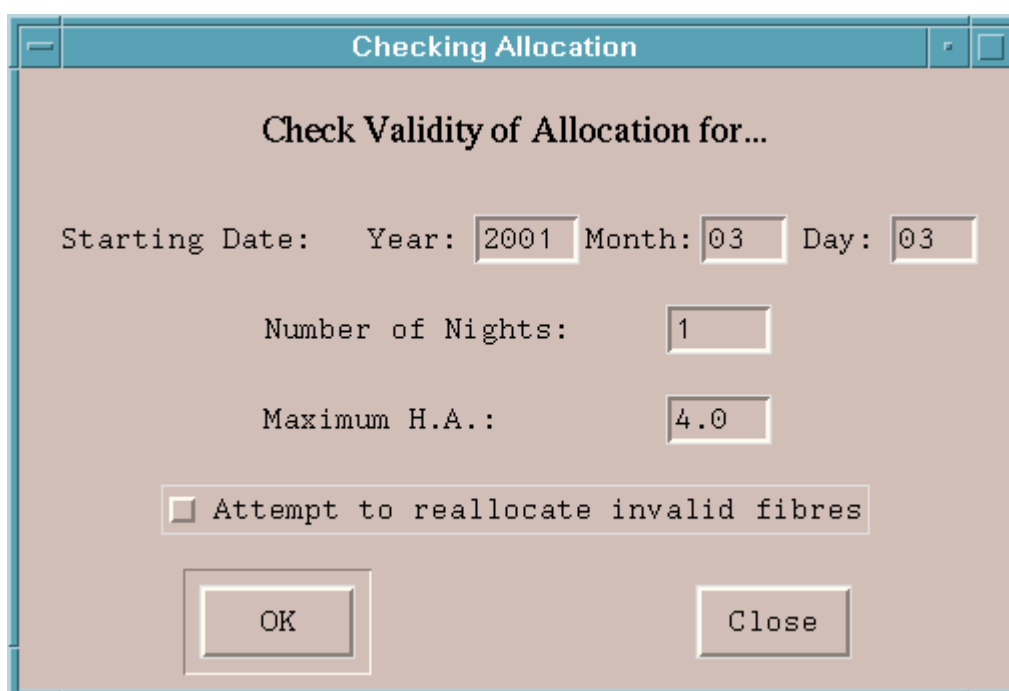 Checking Allocation
Check Validity of Allocation for...
Starting Date: Year: 2001 Month: 03 Day: 03
Number of Nights: 1
Maximum H.A.: 4.0
Attempt to reallocate invalid fibres
OK Close